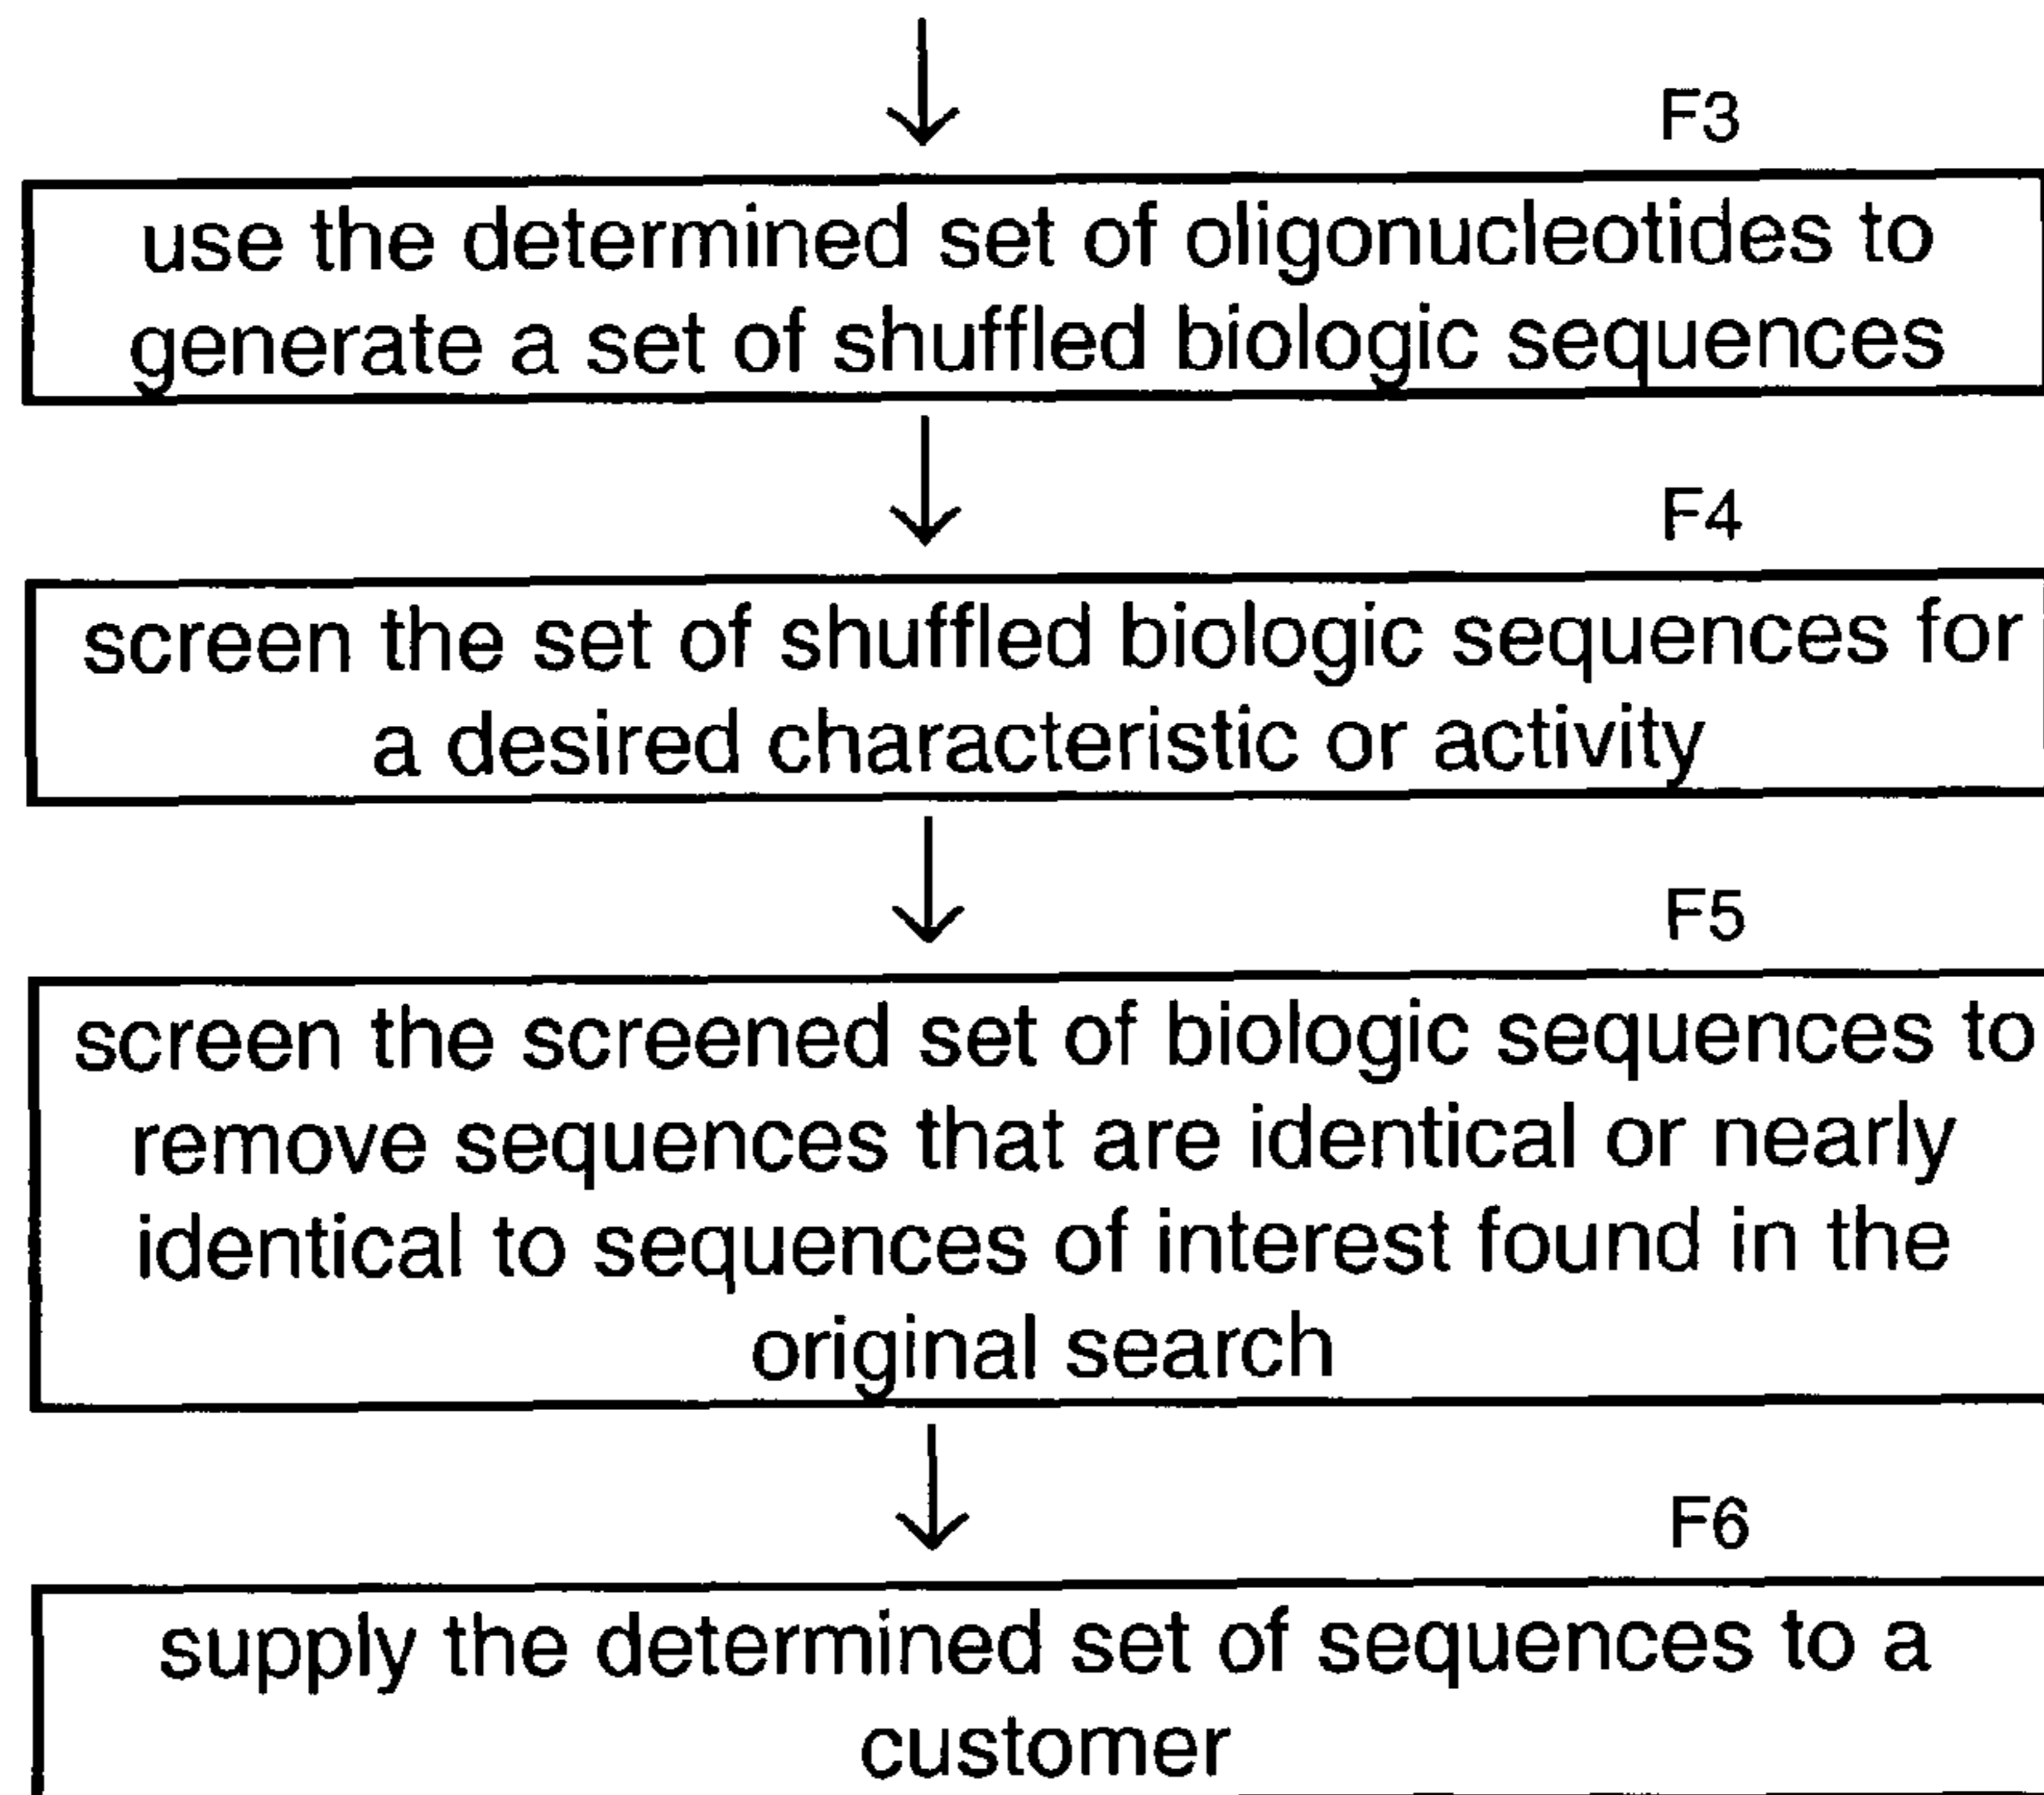 F3
use the determined set of oligonucleotides to
generate a set of shuffled biologic sequences
F4
screen the set of shuffled biologic sequences for
a desired characteristic or activity
F5
screen the screened set of biologic sequences to
remove sequences that are identical or nearly
identical to sequences of interest found in the
original search
F6
supply the determined set of sequences to a
customer